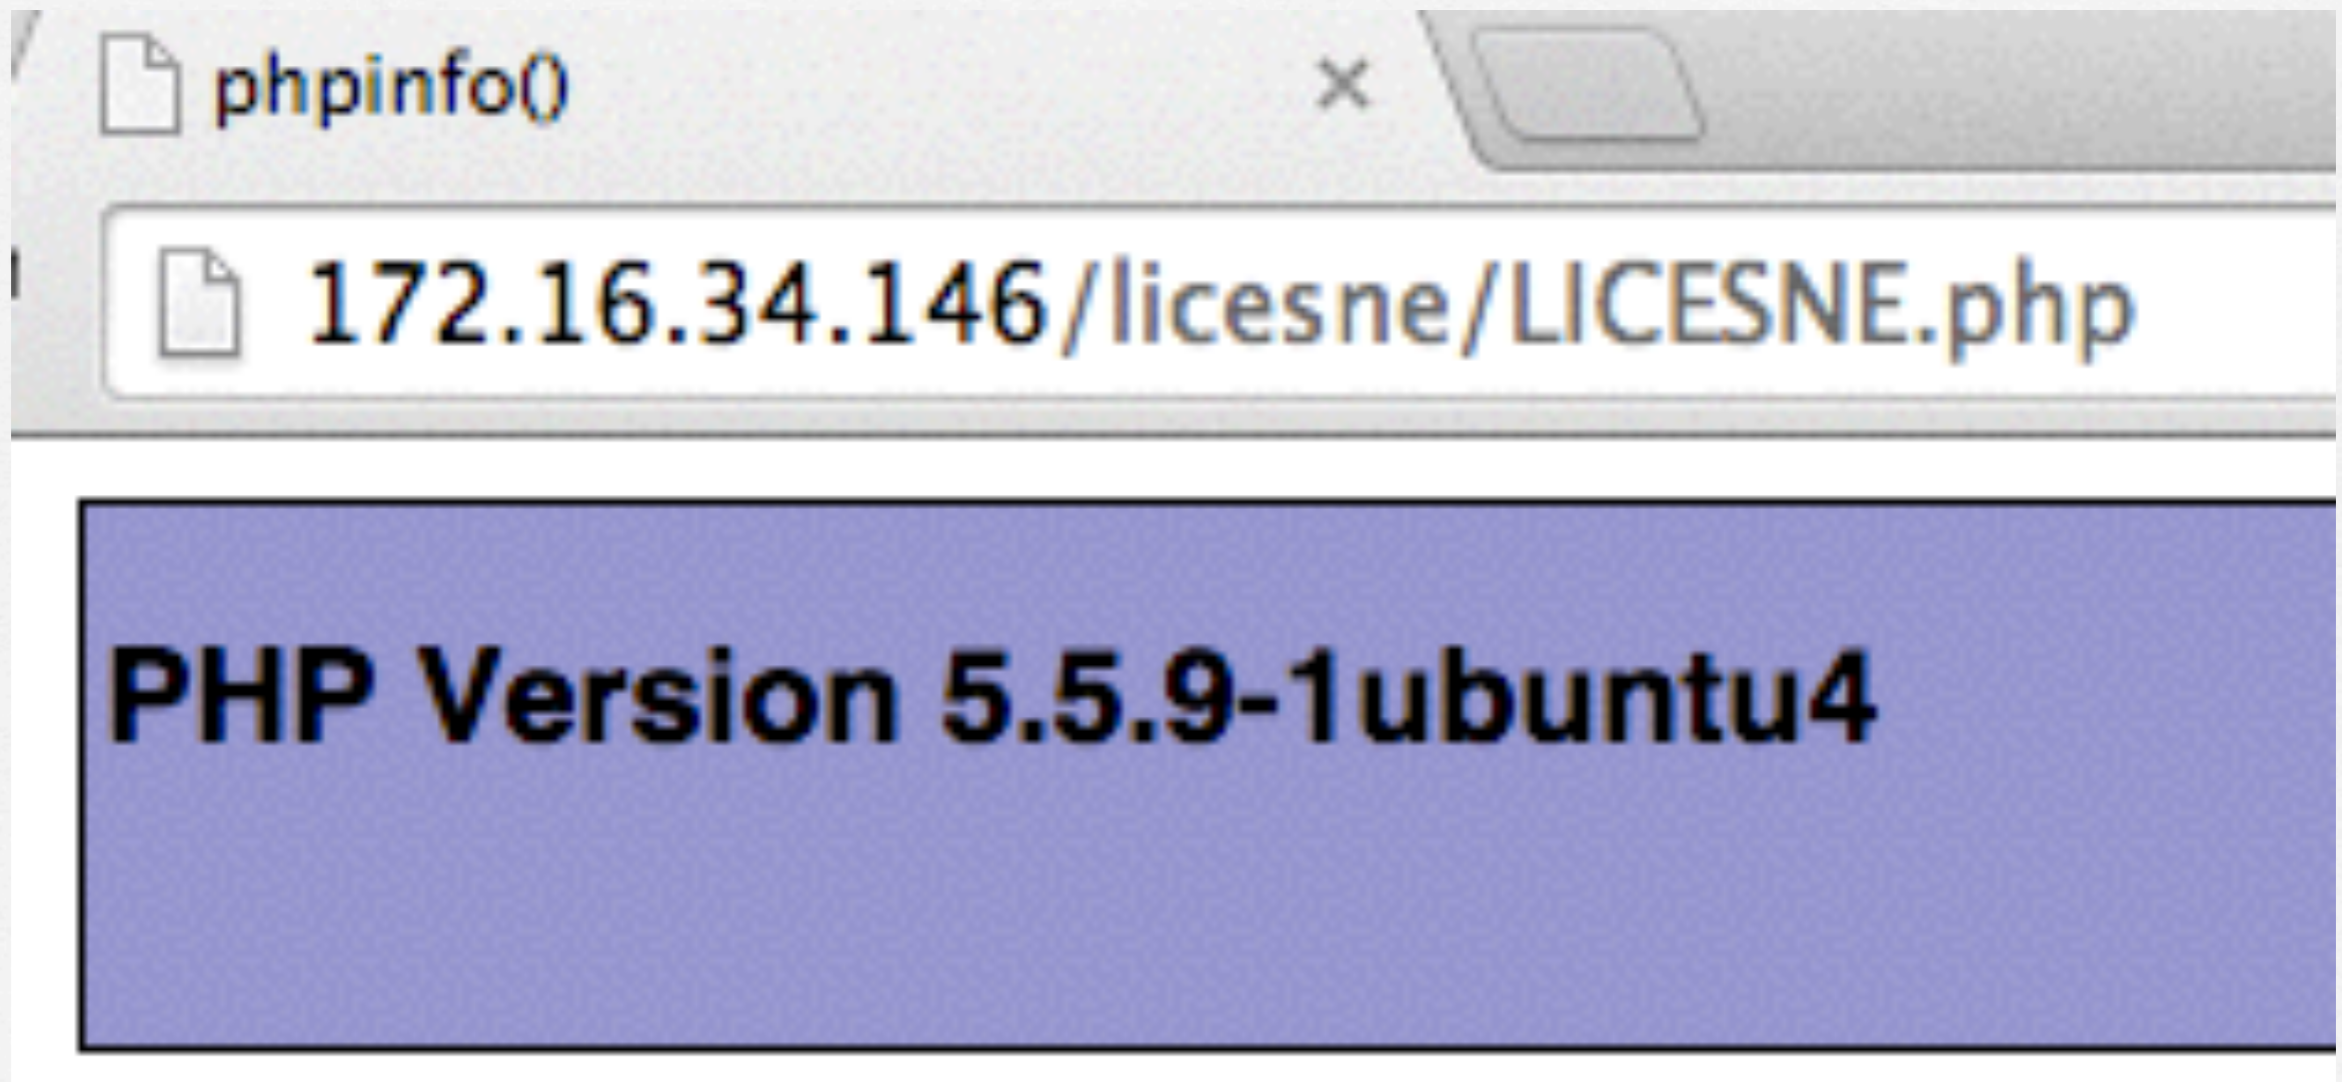 phpinfo()
172.16.34.146/licesne/LICESNE.php
PHP Version 5.5.9-1ubuntu4